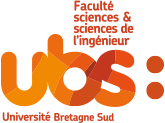 Faculté
sciences &
sciences de
l'ingénieur
ubs:
Université Bretagne Sud